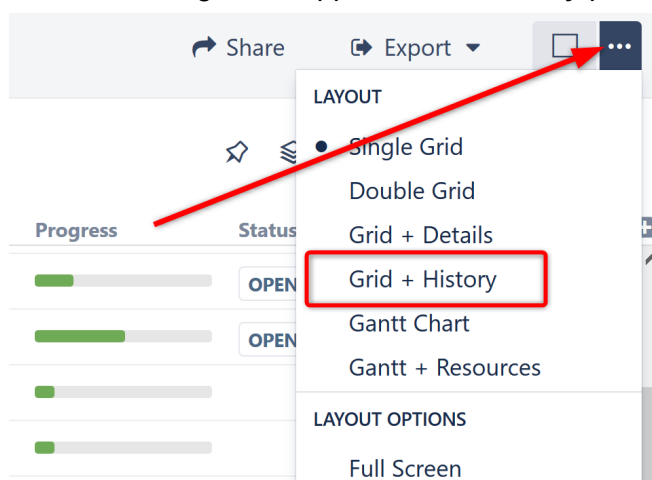 Share
Export
LAYOUT
Single Grid
Double Grid
Progress
Status
Grid + Details
Grid + History
OPEN
Gantt Chart
OPEN
Gantt + Resources
LAYOUT OPTIONS
Full Screen